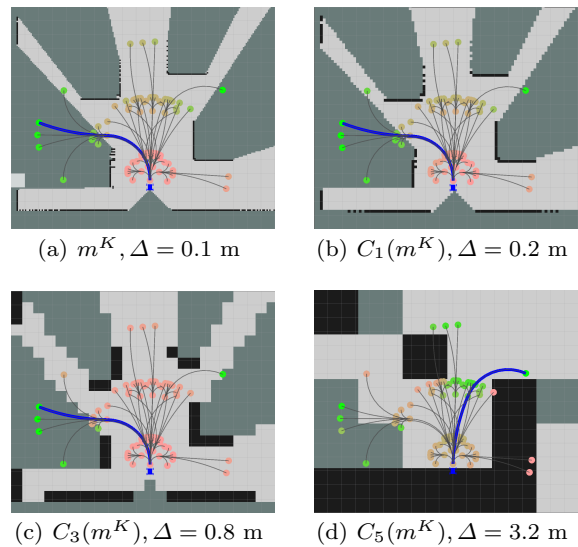 (a) m^K, Δ = 0.1 m
(b) C_1(m^K), Δ = 0.2 m
(c) C_3(m^K), Δ = 0.8 m
(d) C_5(m^K), Δ = 3.2 m